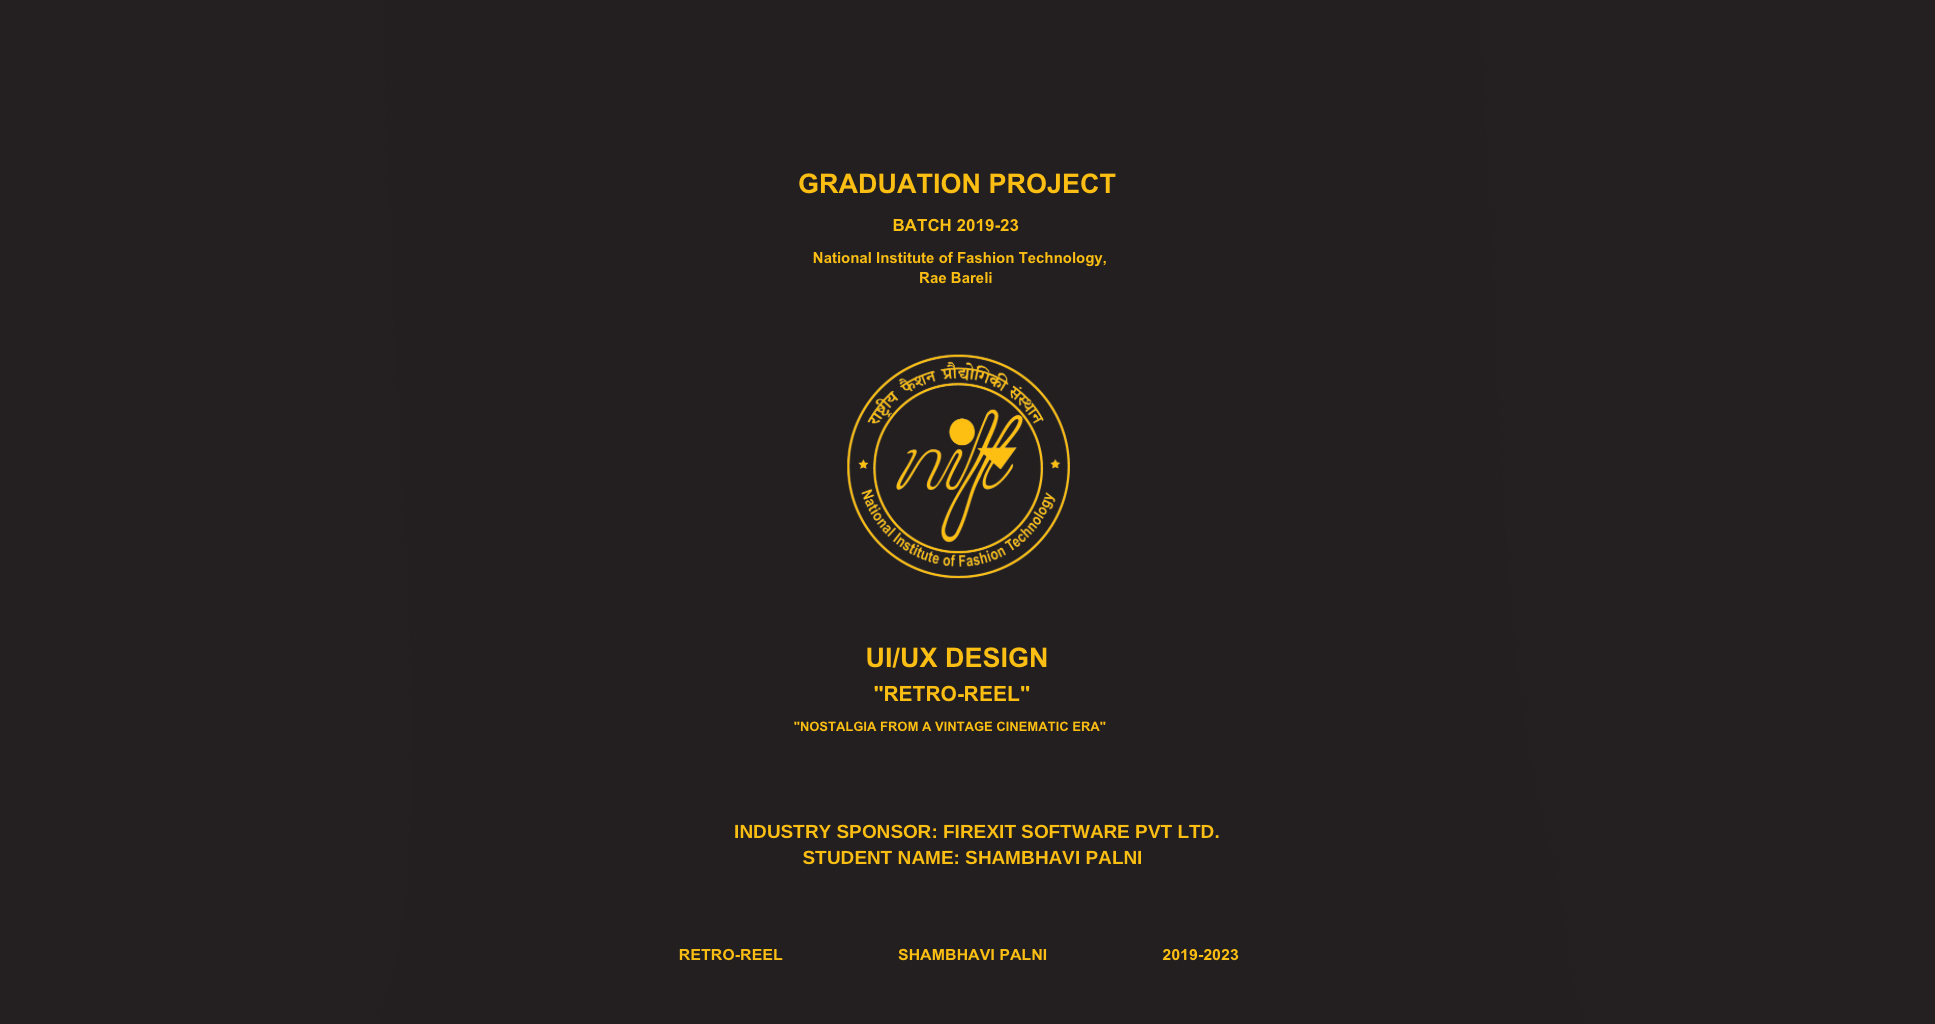 GRADUATION PROJECT
BATCH 2019-23
National Institute of Fashion Technology,
Rae Bareli
राष्ट्रीय फैशन प्रौद्योगिकी संस्थान
nift
National Institute of Fashion Technology
UI/UX DESIGN
"RETRO-REEL"
"NOSTALGIA FROM A VINTAGE CINEMATIC ERA"
INDUSTRY SPONSOR: FIREXIT SOFTWARE PVT LTD.
STUDENT NAME: SHAMBHAVI PALNI
RETRO-REEL SHAMBHAVI PALNI 2019-2023